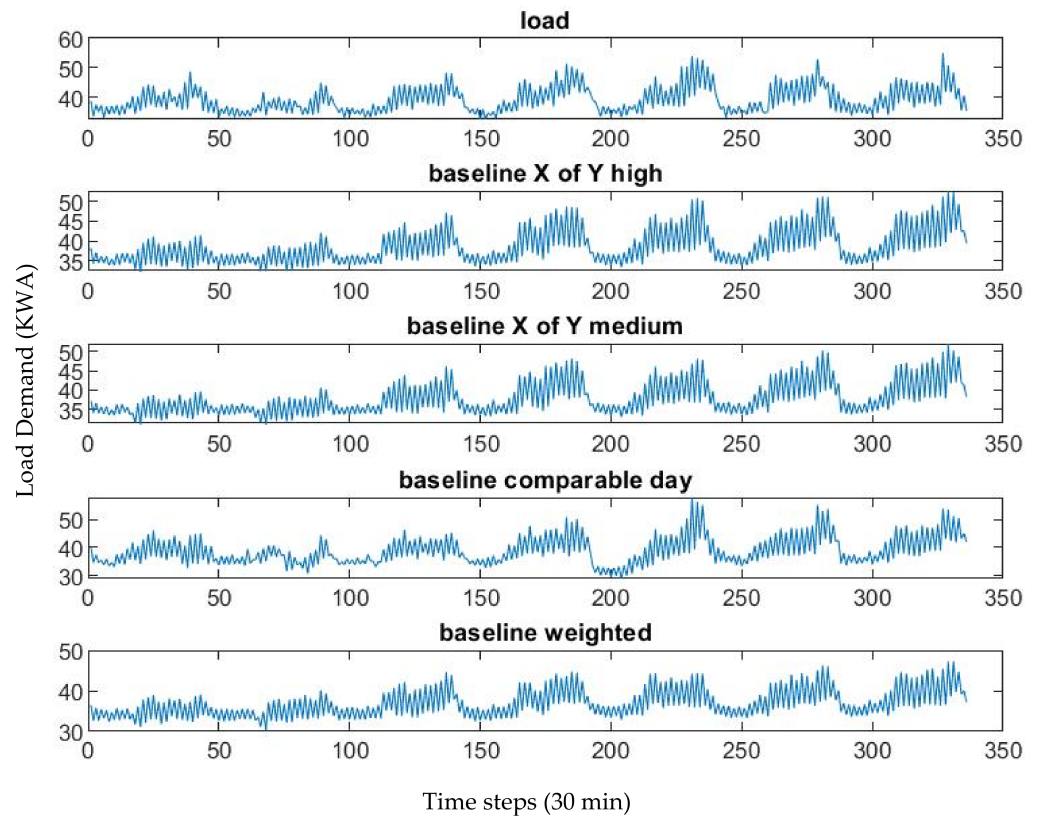 load
60
50
40
0 50 100 150 200 250 300 350
baseline X of Y high
50
45
40
35
0 50 100 150 200 250 300 350
baseline X of Y medium
50
45
40
35
0 50 100 150 200 250 300 350
baseline comparable day
50
40
30
0 50 100 150 200 250 300 350
baseline weighted
50
40
30
0 50 100 150 200 250 300 350
Load Demand (KWA)
Time steps (30 min)